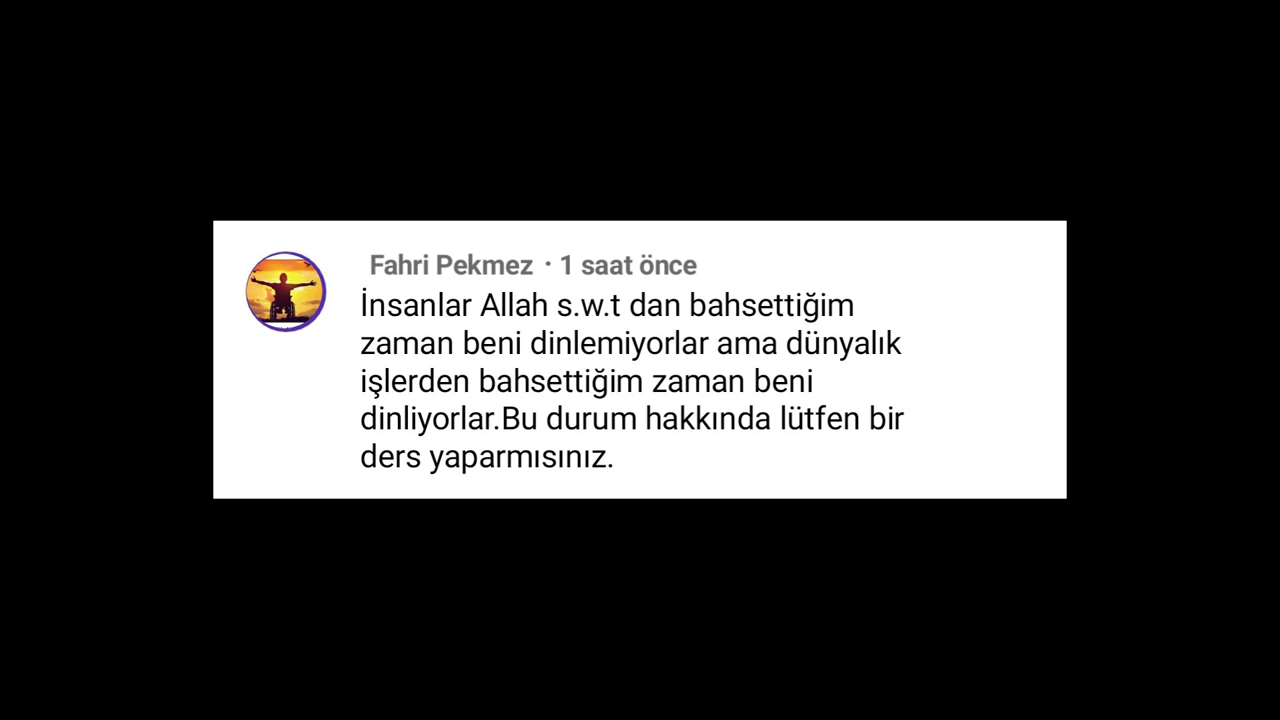 Fahri Pekmez · 1 saat önce
İnsanlar Allah s.w.t dan bahsettiğim
zaman beni dinlemiyorlar ama dünyalık
işlerden bahsettiğim zaman beni
dinliyorlar.Bu durum hakkında lütfen bir
ders yaparmısınız.